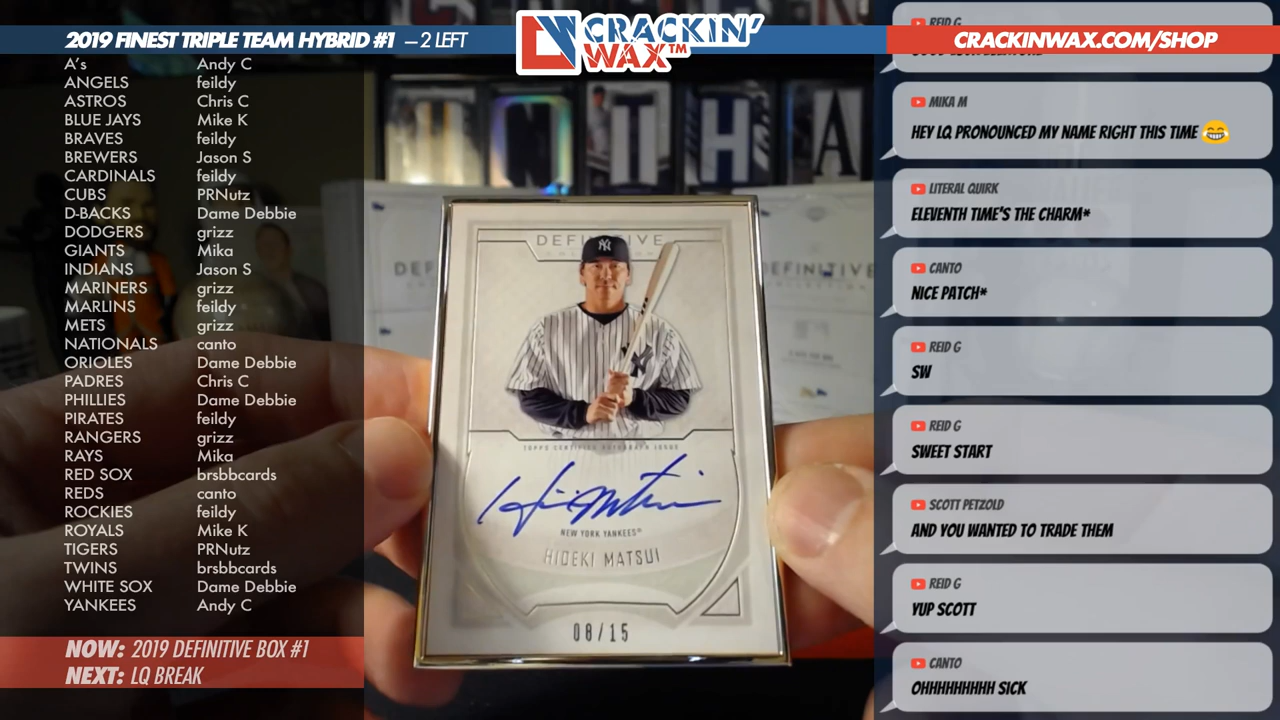 2019 FINEST TRIPLE TEAM HYBRID #1 – 2 LEFT
CRACKIN' WAX™
CRACKINWAX.COM/SHOP
A's Andy C
ANGELS feildy
ASTROS Chris C
BLUE JAYS Mike K
BRAVES feildy
BREWERS Jason S
CARDINALS feildy
CUBS PRNutz
D-BACKS Dame Debbie
DODGERS grizz
GIANTS Mika
INDIANS Jason S
MARINERS grizz
MARLINS feildy
METS grizz
NATIONALS canto
ORIOLES Dame Debbie
PADRES Chris C
PHILLIES Dame Debbie
PIRATES feildy
RANGERS grizz
RAYS Mika
RED SOX brsbbcards
REDS canto
ROCKIES feildy
ROYALS Mike K
TIGERS PRNutz
TWINS brsbbcards
WHITE SOX Dame Debbie
YANKEES Andy C
NOW: 2019 DEFINITIVE BOX #1
NEXT: LQ BREAK
DEFINITIVE
TOPPS CERTIFIED AUTOGRAPH ISSUE
NEW YORK YANKEES
HIDEKI MATSUI
08/15
DEFINITIVE
REID G
MIKA M
HEY LQ PRONOUNCED MY NAME RIGHT THIS TIME 😂
LITERAL QUIRK
ELEVENTH TIME'S THE CHARM*
CANTO
NICE PATCH*
REID G
SW
REID G
SWEET START
SCOTT PETZOLD
AND YOU WANTED TO TRADE THEM
REID G
YUP SCOTT
CANTO
OHHHHHHHHH SICK